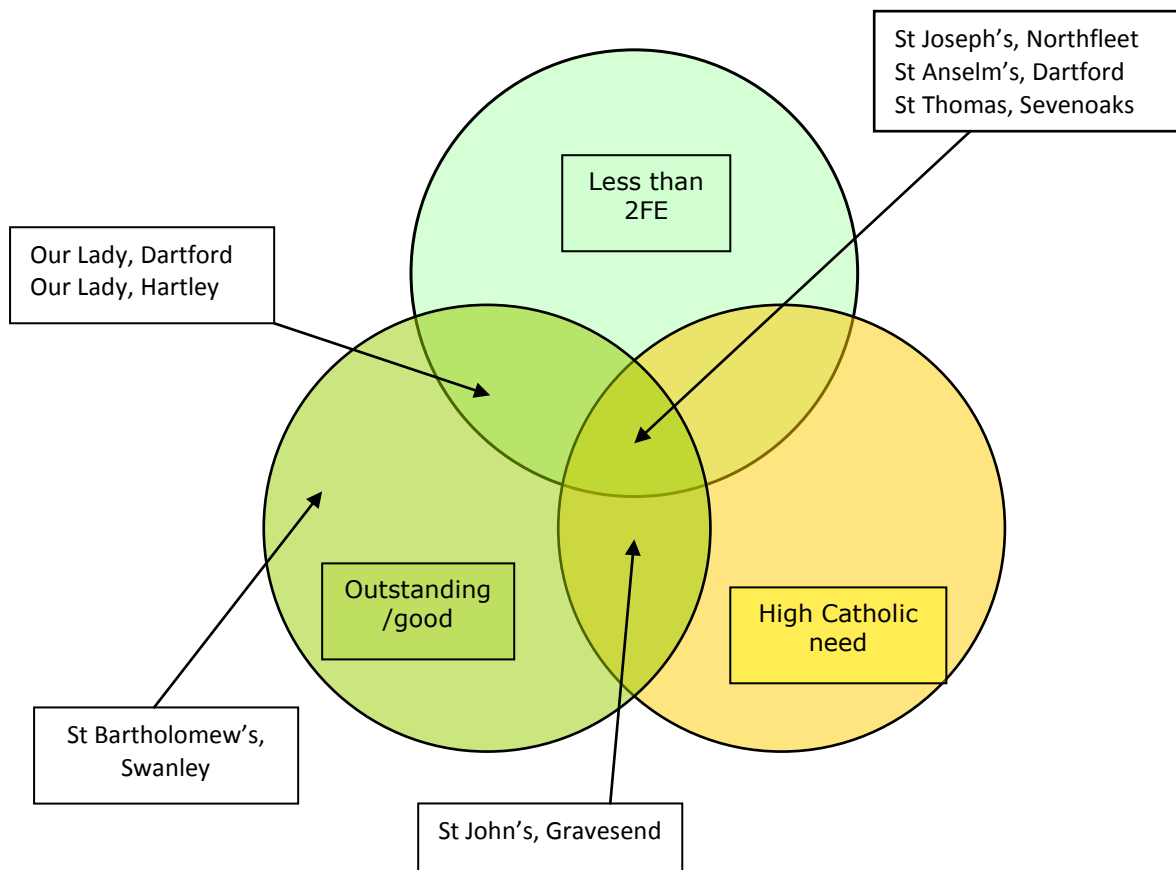 St Joseph’s, Northfleet
St Anselm’s, Dartford
St Thomas, Sevenoaks
Less than
2FE
Our Lady, Dartford
Our Lady, Hartley
Outstanding
/good
High Catholic
need
St Bartholomew’s,
Swanley
St John’s, Gravesend